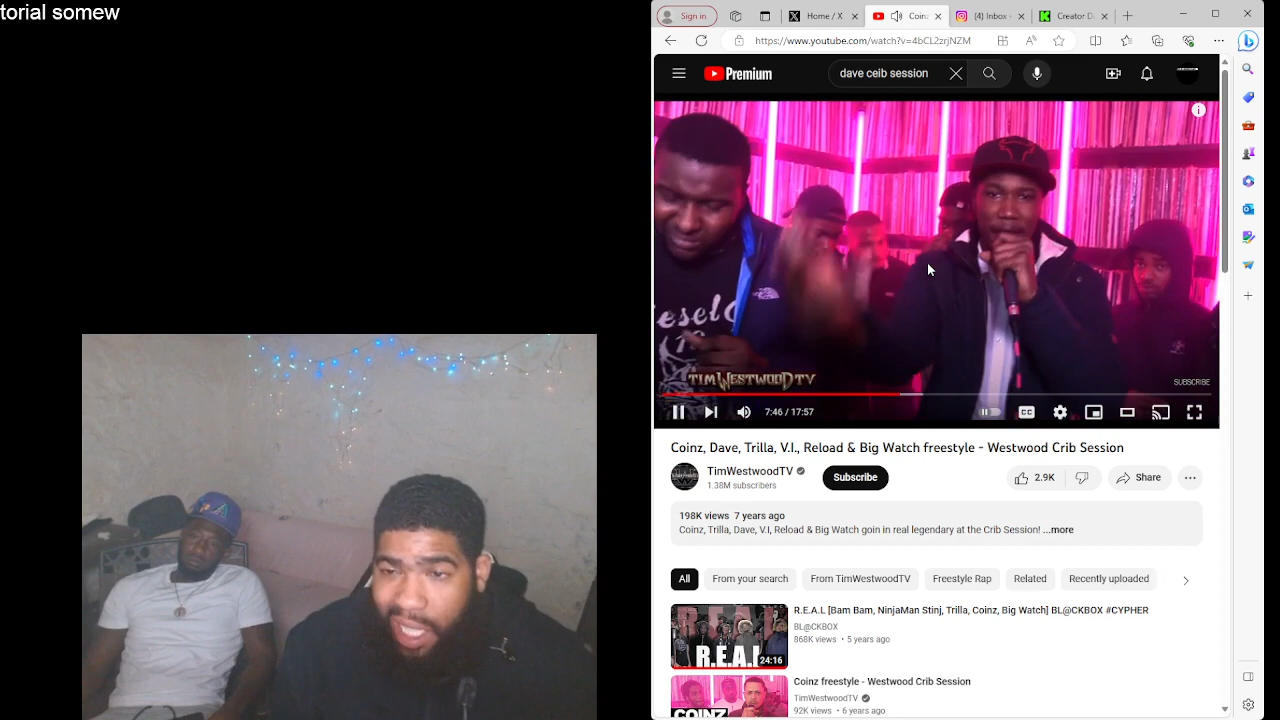 torial somew
Sign in
Home / X
Coinz
(4) Inbox
Creator D
https://www.youtube.com/watch?v=4bCL2zrjNZM
Premium
dave ceib session
TIMWESTWOODTV
SUBSCRIBE
7:46 / 17:57
CC
Coinz, Dave, Trilla, V.I., Reload & Big Watch freestyle - Westwood Crib Session
TimWestwoodTV
1.38M subscribers
Subscribe
2.9K
Share
198K views 7 years ago
Coinz, Trilla, Dave, V.I, Reload & Big Watch goin in real legendary at the Crib Session! ...more
All
From your search
From TimWestwoodTV
Freestyle Rap
Related
Recently uploaded
R.E.A.L [Bam Bam, NinjaMan Stinj, Trilla, Coinz, Big Watch] BL@CKBOX #CYPHER
BL@CKBOX
868K views • 5 years ago
R.E.A.L
24:16
Coinz freestyle - Westwood Crib Session
TimWestwoodTV
92K views • 6 years ago
COINZ